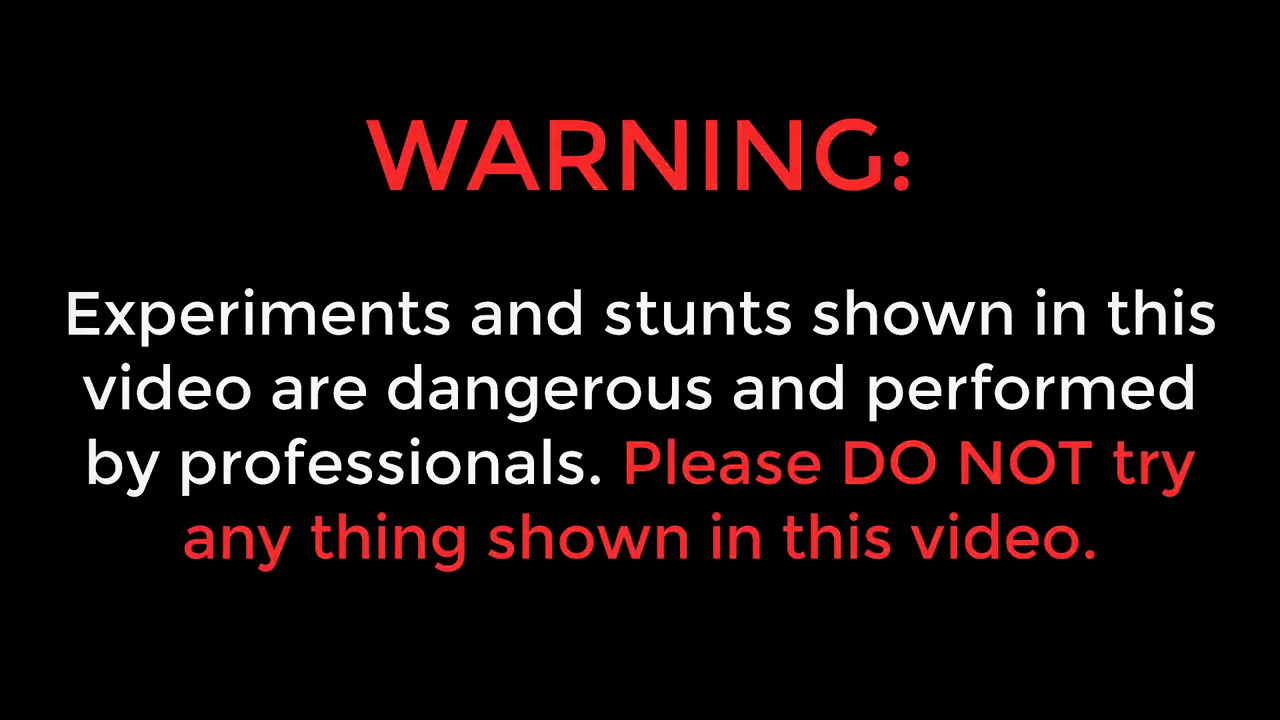 WARNING:
Experiments and stunts shown in this
video are dangerous and performed
by professionals. Please DO NOT try
any thing shown in this video.